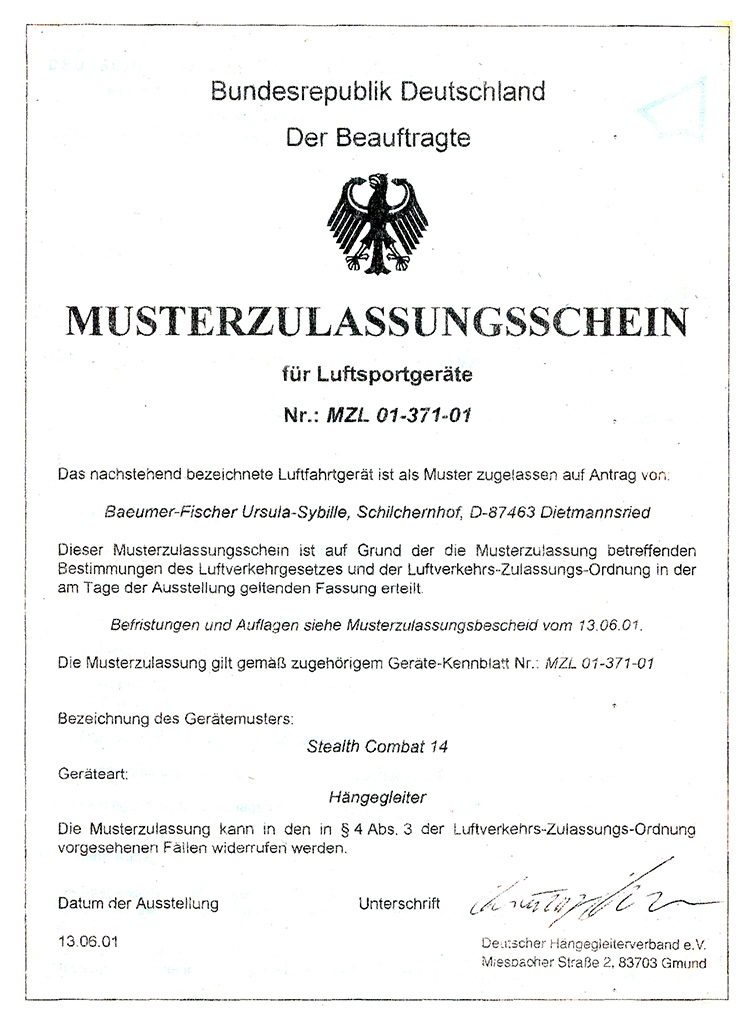 Bundesrepublik Deutschland
Der Beauftragte
MUSTERZULASSUNGSSCHEIN
für Luftsportgeräte
Nr.: MZL 01-371-01
Das nachstehend bezeichnete Luftfahrtgerät ist als Muster zugelassen auf Antrag von:
Baeumer-Fischer Ursula-Sybille, Schilchernhof, D-87463 Dietmannsried
Dieser Musterzulassungsschein ist auf Grund der die Musterzulassung betreffenden
Bestimmungen des Luftverkehrgesetzes und der Luftverkehrs-Zulassungs-Ordnung in der
am Tage der Ausstellung geltenden Fassung erteilt.
Befristungen und Auflagen siehe Musterzulassungsbescheid vom 13.06.01.
Die Musterzulassung gilt gemäß zugehörigem Geräte-Kennblatt Nr.: MZL 01-371-01
Bezeichnung des Gerätemusters:
Stealth Combat 14
Geräteart:
Hängegleiter
Die Musterzulassung kann in den in § 4 Abs. 3 der Luftverkehrs-Zulassungs-Ordnung
vorgesehenen Fällen widerrufen werden.
Datum der Ausstellung Unterschrift
13.06.01
Deutscher Hängegleiterverband e.V.
Miesbacher Straße 2, 83703 Gmund